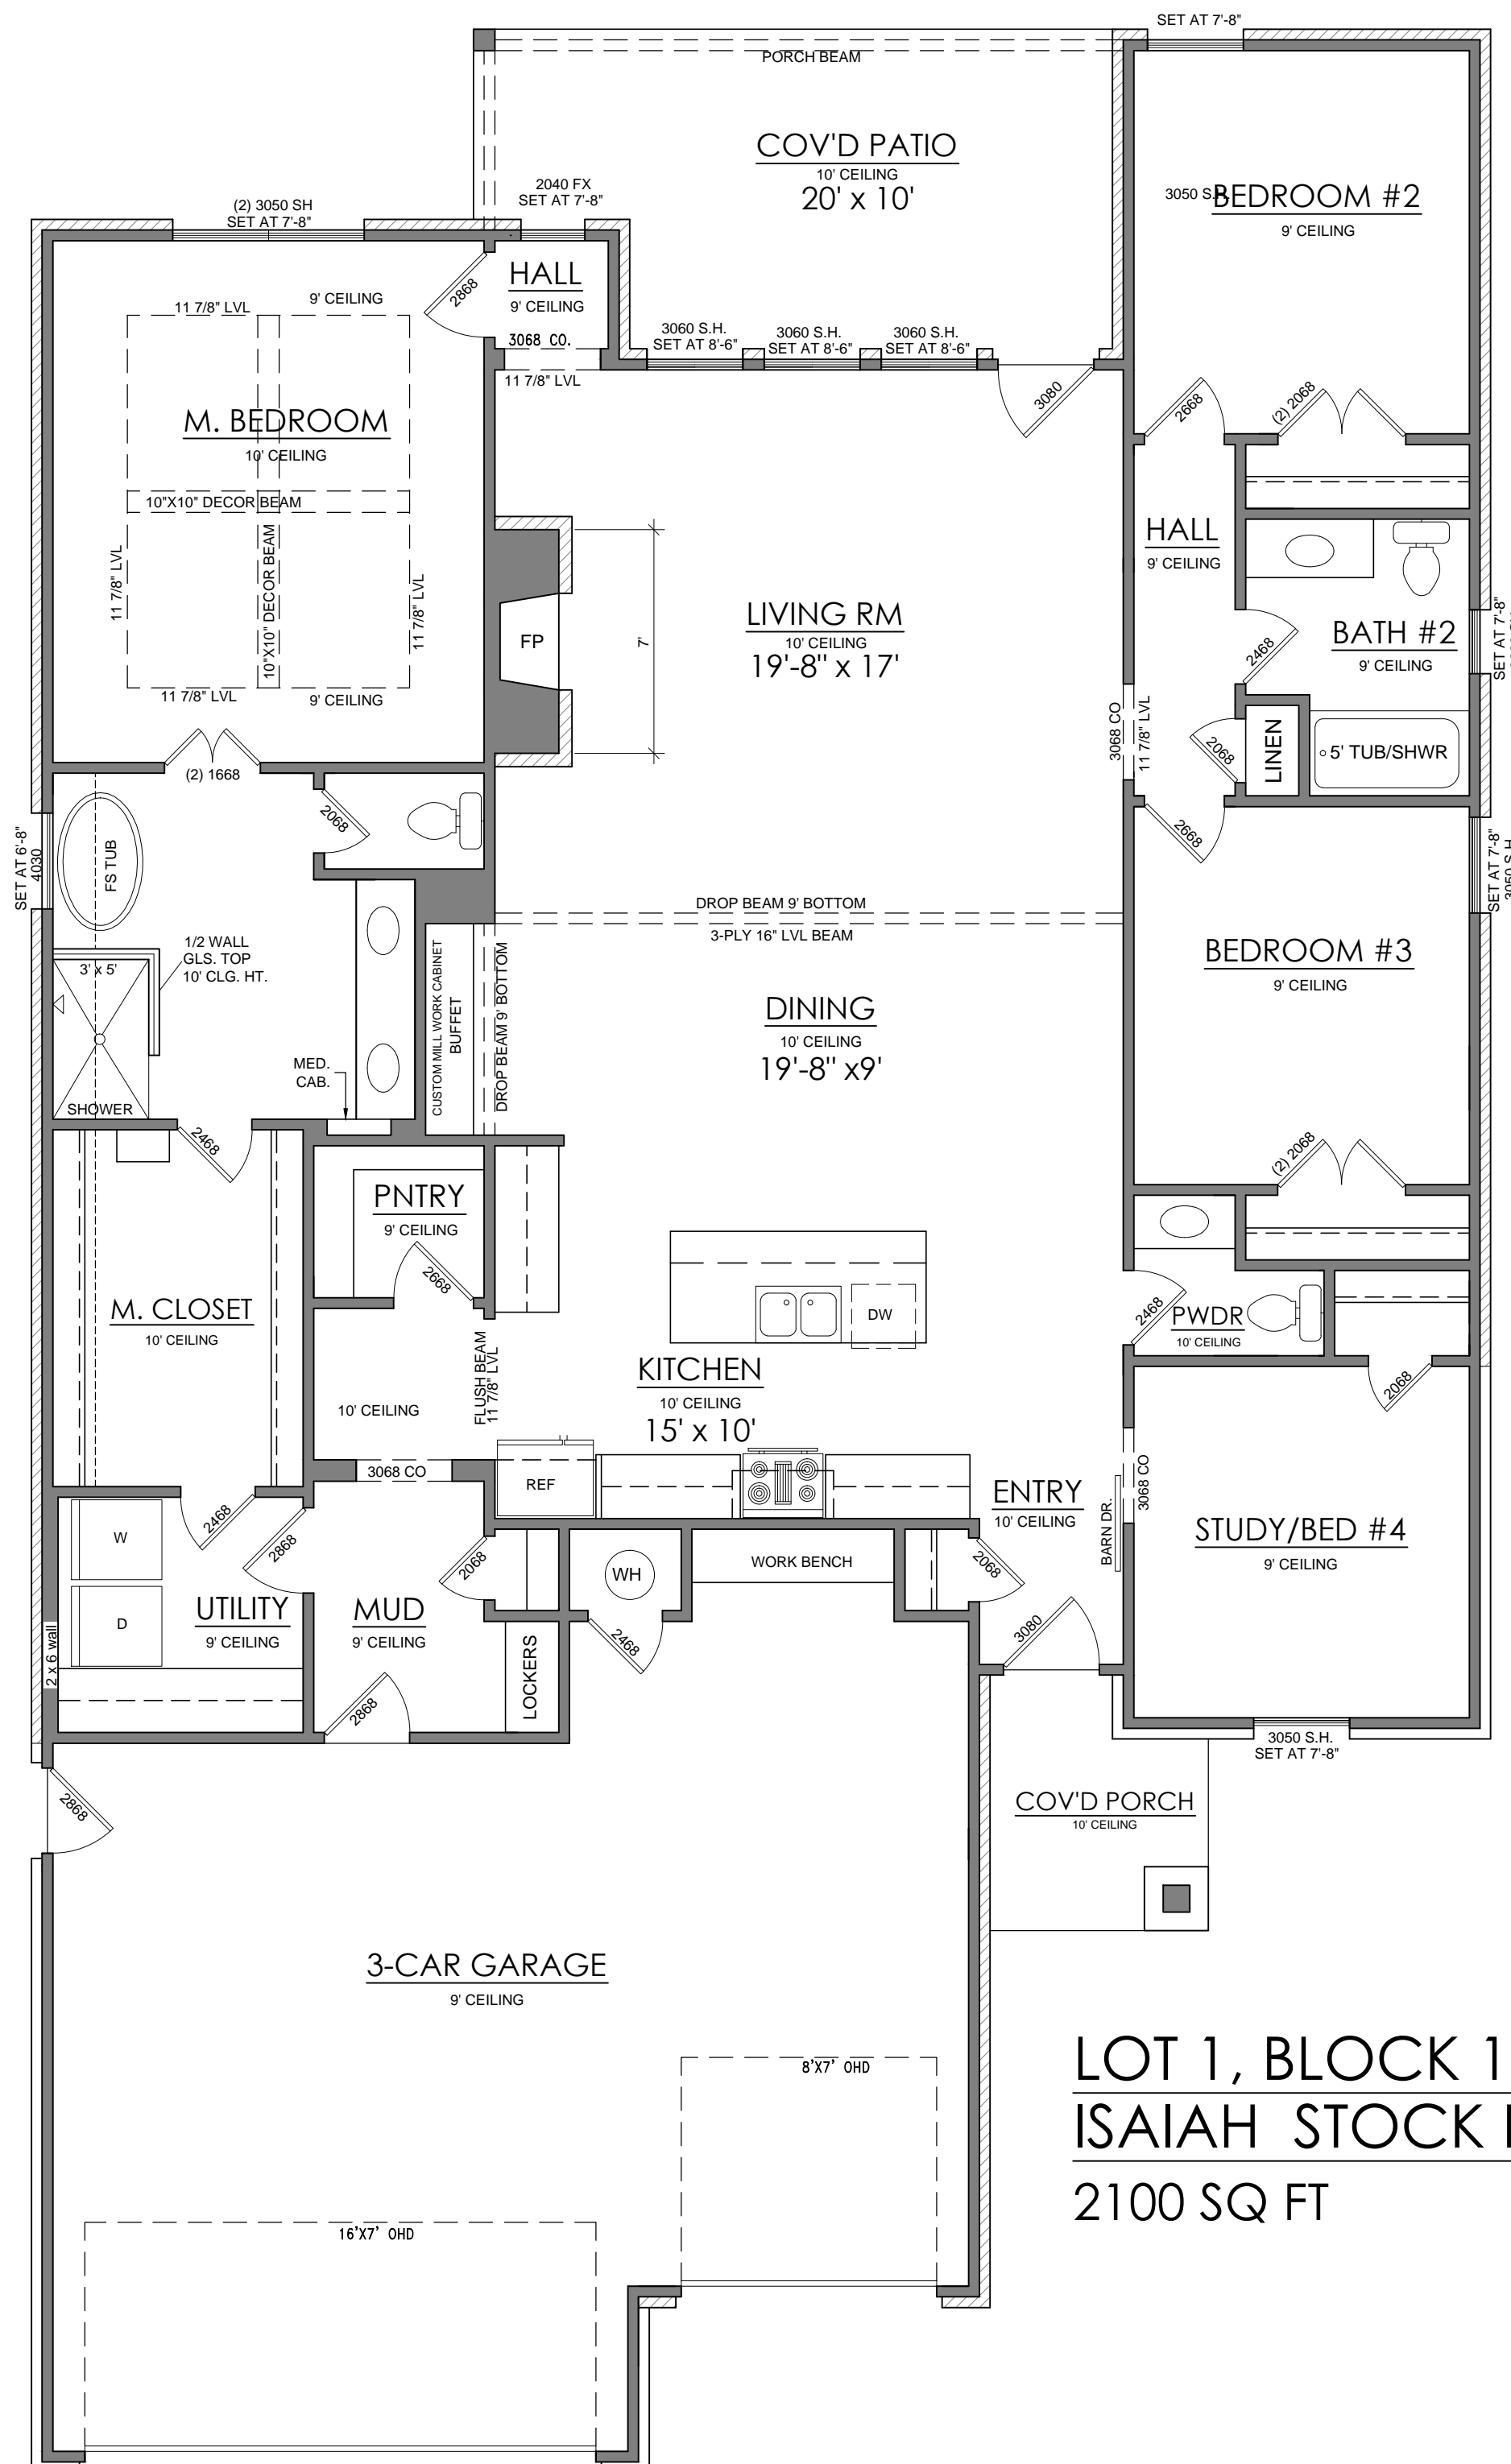 SET AT 7'-8"
PORCH BEAM
COV'D PATIO
10' CEILING
20' x 10'
3050 S.H.
BEDROOM #2
9' CEILING
(2) 3050 SH
SET AT 7'-8"
2040 FX
SET AT 7'-8"
HALL
9' CEILING
2868
3068 CO.
11 7/8" LVL
3060 S.H.
SET AT 8'-6"
3060 S.H.
SET AT 8'-6"
3060 S.H.
SET AT 8'-6"
3080
2668
(2) 2068
9' CEILING
11 7/8" LVL
M. BEDROOM
10' CEILING
10"X10" DECOR BEAM
10"X10" DECOR BEAM
11 7/8" LVL
11 7/8" LVL
11 7/8" LVL
9' CEILING
(2) 1668
FP
7'
LIVING RM
10' CEILING
19'-8" x 17'
HALL
9' CEILING
BATH #2
9' CEILING
2468
SET AT 7'-8"
3068 CO
11 7/8" LVL
2068
LINEN
5' TUB/SHWR
2668
SET AT 7'-8"
3050 S.H.
SET AT 6'-8"
4030
FS TUB
2068
1/2 WALL
GLS. TOP
10' CLG. HT.
3' x 5'
SHOWER
MED.
CAB.
CUSTOM MILL WORK CABINET
BUFFET
DROP BEAM 9' BOTTOM
DROP BEAM 9' BOTTOM
3-PLY 16" LVL BEAM
DINING
10' CEILING
19'-8" x9'
BEDROOM #3
9' CEILING
(2) 2068
2468
PNTRY
9' CEILING
2668
M. CLOSET
10' CEILING
10' CEILING
FLUSH BEAM
11 7/8" LVL
DW
KITCHEN
10' CEILING
15' x 10'
2468
PWDR
10' CEILING
2068
3068 CO
REF
ENTRY
10' CEILING
BARN DR.
3068 CO
STUDY/BED #4
9' CEILING
W
D
2468
2868
UTILITY
9' CEILING
2 x 6 wall
MUD
9' CEILING
2068
WH
WORK BENCH
2068
2468
LOCKERS
2868
3080
3050 S.H.
SET AT 7'-8"
2868
COV'D PORCH
10' CEILING
3-CAR GARAGE
9' CEILING
8'X7' OHD
16'X7' OHD
LOT 1, BLOCK 1
ISAIAH STOCK
2100 SQ FT